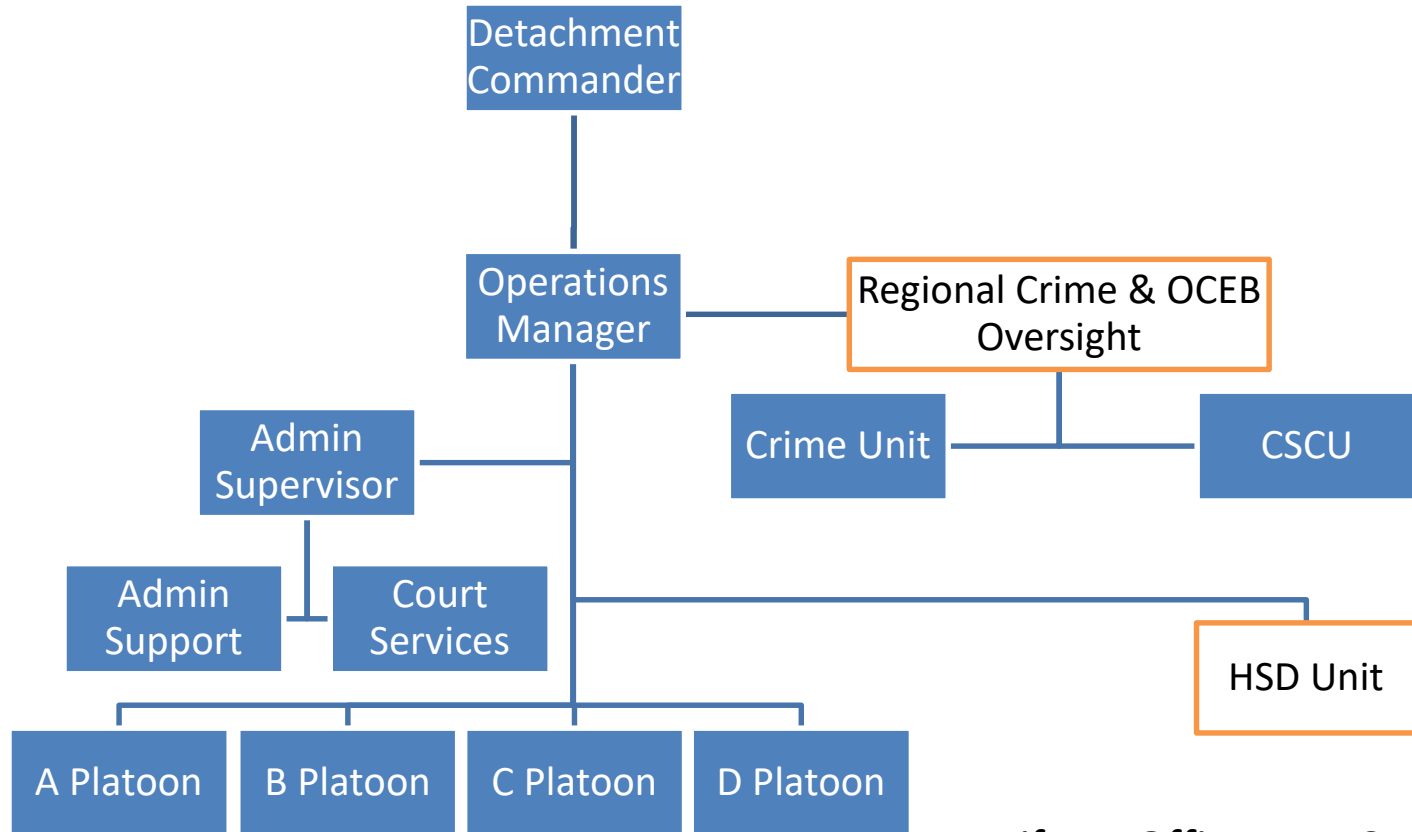 Detachment
Commander
Operations
Manager
Regional Crime & OCEB
Oversight
Admin
Supervisor
Crime Unit
CSCU
Admin
Support
Court
Services
HSD Unit
A Platoon
B Platoon
C Platoon
D Platoon